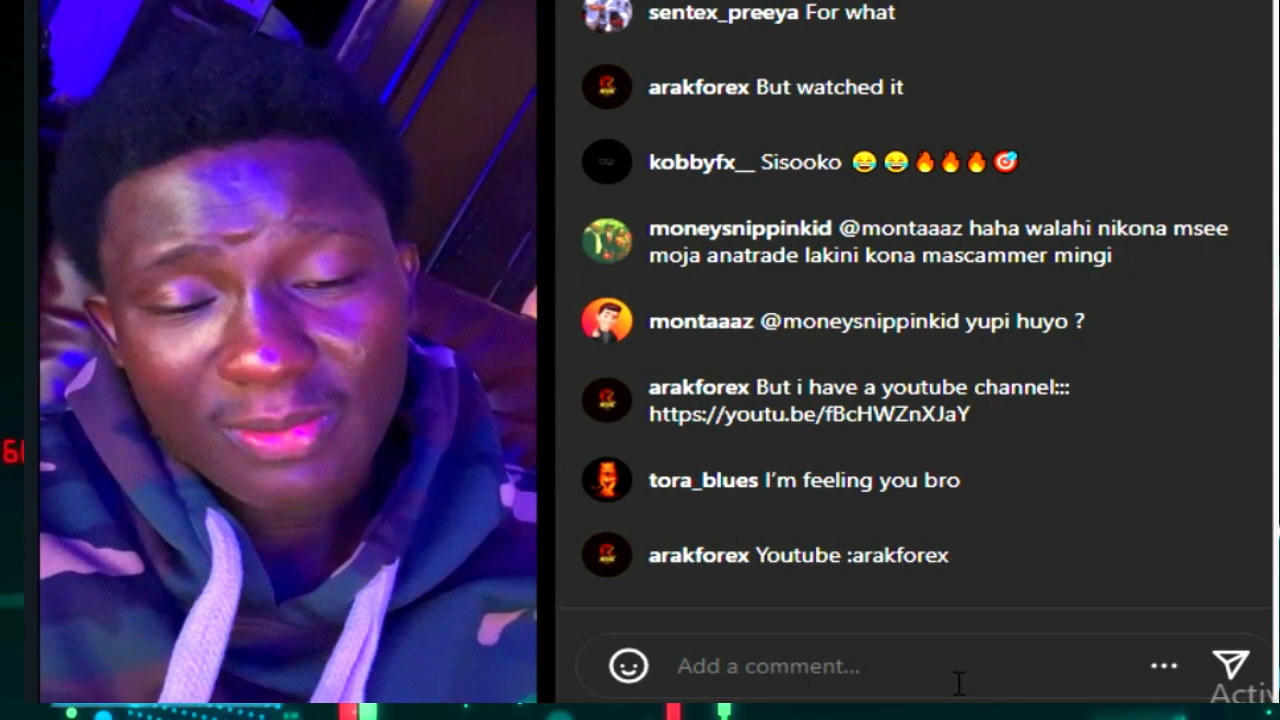 sentex_preeya For what
arakforex But watched it
kobbyfx__ Sisooko 😂😂🔥🔥🔥🎯
moneysnippinkid @montaaaz haha walahi nikona msee
moja anatrade lakini kona mascammer mingi
montaaaz @moneysnippinkid yupi huyo ?
arakforex But i have a youtube channel:::
https://youtu.be/fBcHWZnXJaY
tora_blues I'm feeling you bro
arakforex Youtube :arakforex
Add a comment...